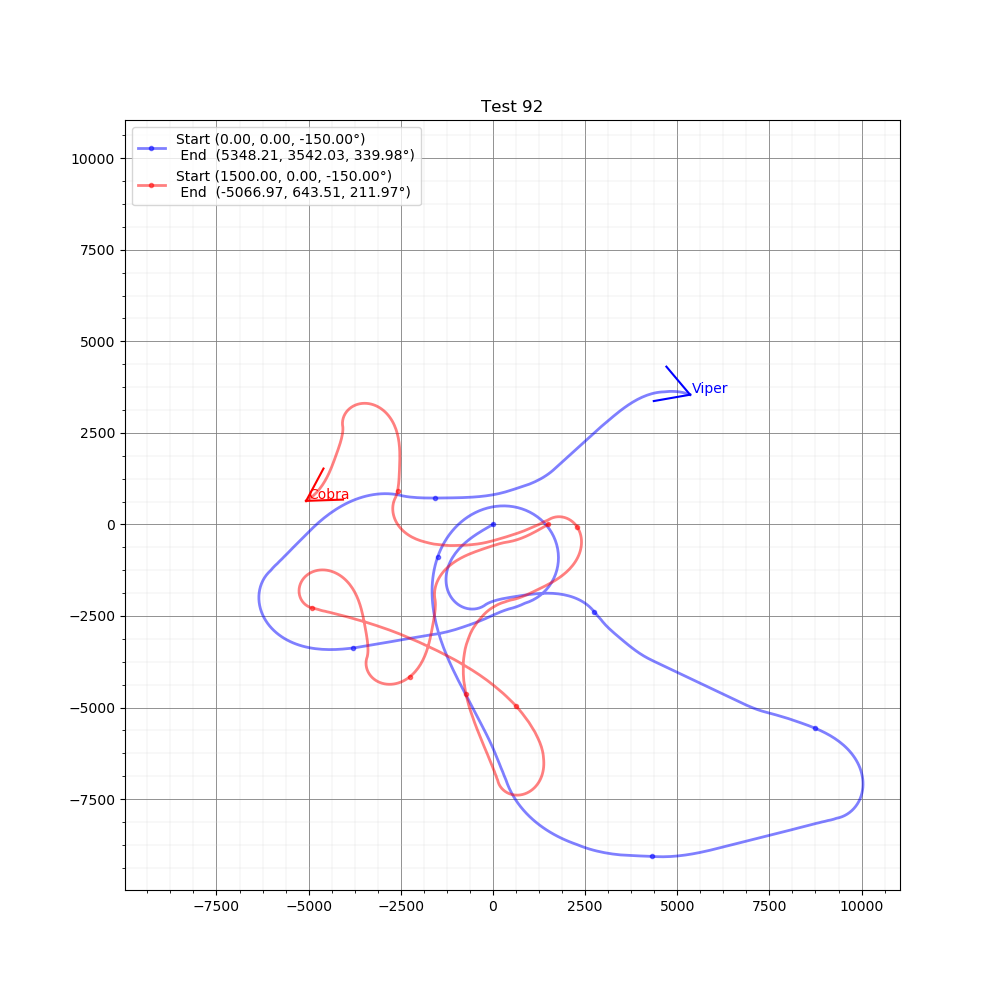 Test 92
Start (0.00, 0.00, -150.00°)
End  (5348.21, 3542.03, 339.98°)
Start (1500.00, 0.00, -150.00°)
End  (-5066.97, 643.51, 211.97°)
10000
7500
5000
2500
0
−2500
−5000
−7500
Viper
Cobra
−7500
−5000
−2500
0
2500
5000
7500
10000